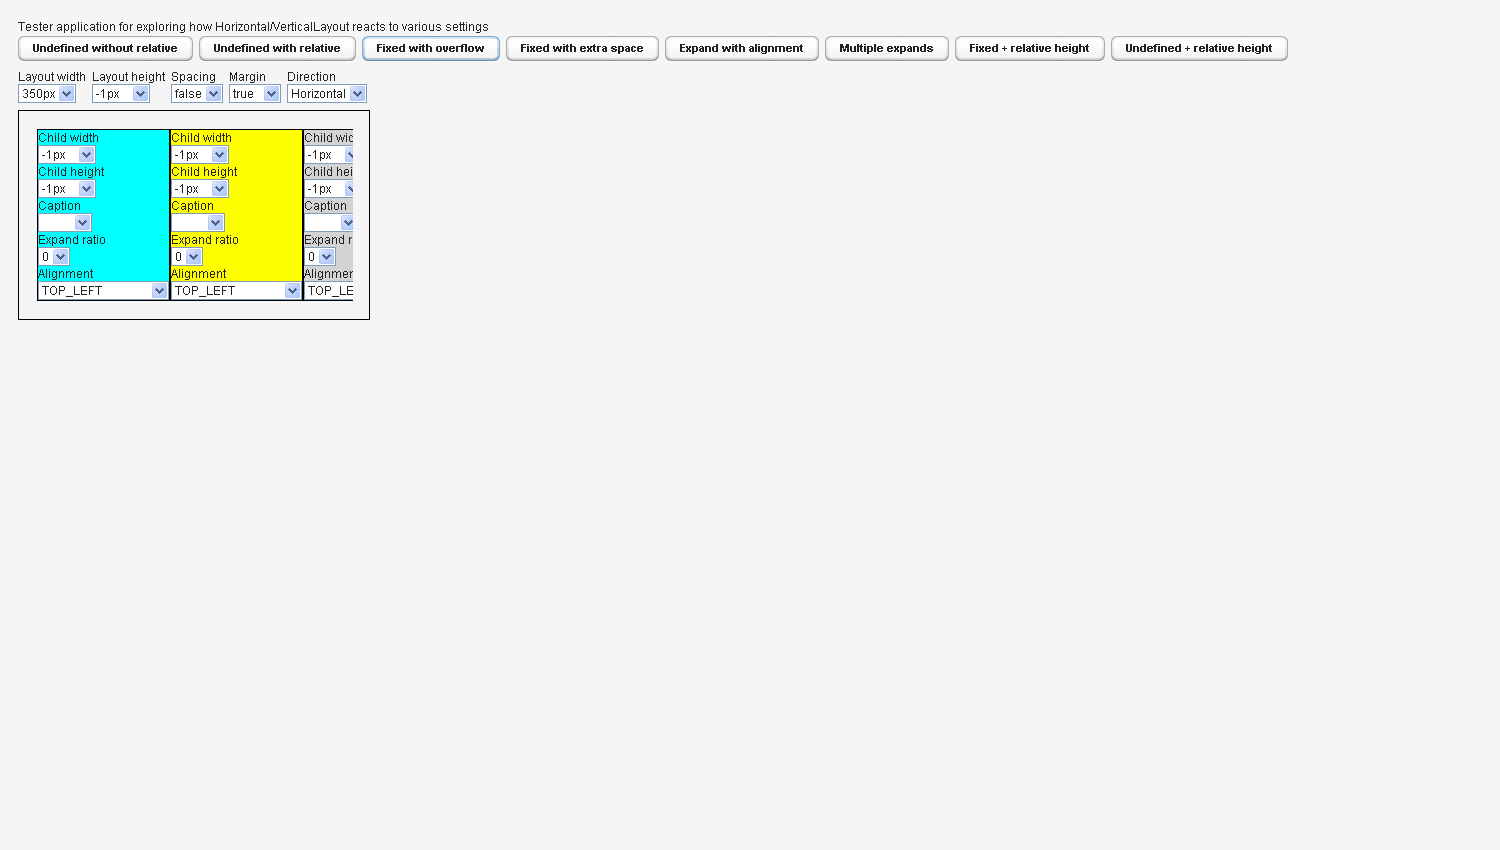 Tester application for exploring how Horizontal/VerticalLayout reacts to various settings
Undefined without relative Undefined with relative Fixed with overflow Fixed with extra space Expand with alignment Multiple expands Fixed + relative height Undefined + relative height
Layout width Layout height Spacing Margin Direction
350px -1px false true Horizontal
Child width Child width Child wid
-1px -1px -1px
Child height Child height Child hei
-1px -1px -1px
Caption Caption Caption
Expand ratio Expand ratio Expand r
0 0 0
Alignment Alignment Alignmen
TOP_LEFT TOP_LEFT TOP_LE